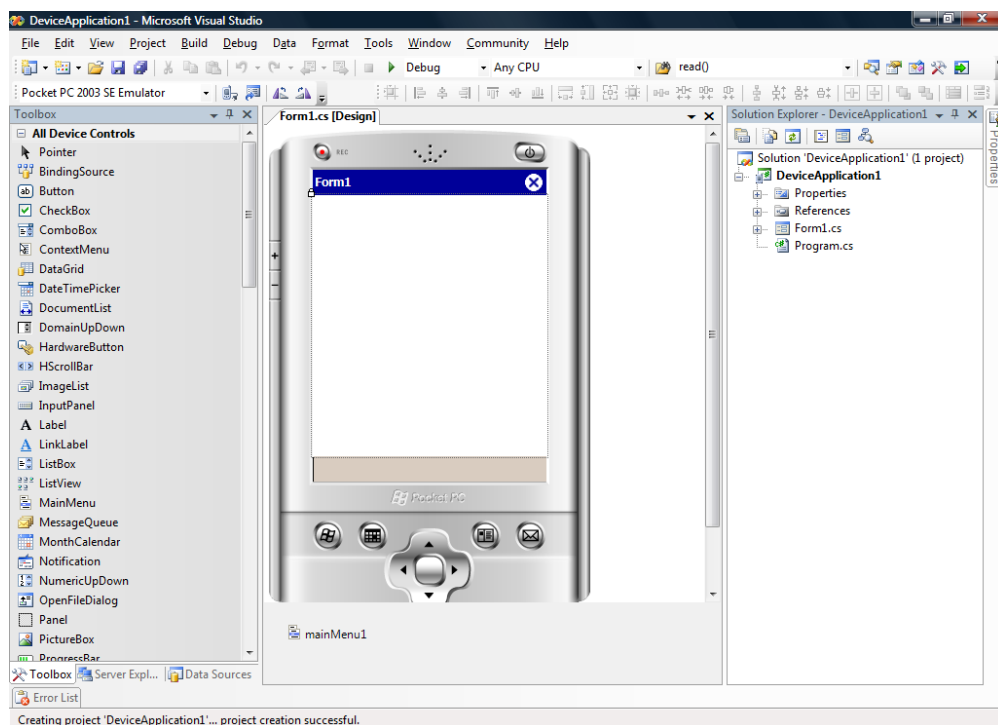 DeviceApplication1 - Microsoft Visual Studio
File Edit View Project Build Debug Data Format Tools Window Community Help
Debug Any CPU read()
Pocket PC 2003 SE Emulator
Toolbox
All Device Controls
Pointer
BindingSource
Button
CheckBox
ComboBox
ContextMenu
DataGrid
DateTimePicker
DocumentList
DomainUpDown
HardwareButton
HScrollBar
ImageList
InputPanel
Label
LinkLabel
ListBox
ListView
MainMenu
MessageQueue
MonthCalendar
Notification
NumericUpDown
OpenFileDialog
Panel
PictureBox
ProgressBar
Toolbox Server Expl... Data Sources
Form1.cs [Design]
REC
Form1
Pocket PC
mainMenu1
Solution Explorer - DeviceApplication1
Solution 'DeviceApplication1' (1 project)
DeviceApplication1
Properties
References
Form1.cs
Program.cs
Properties
Error List
Creating project 'DeviceApplication1'... project creation successful.